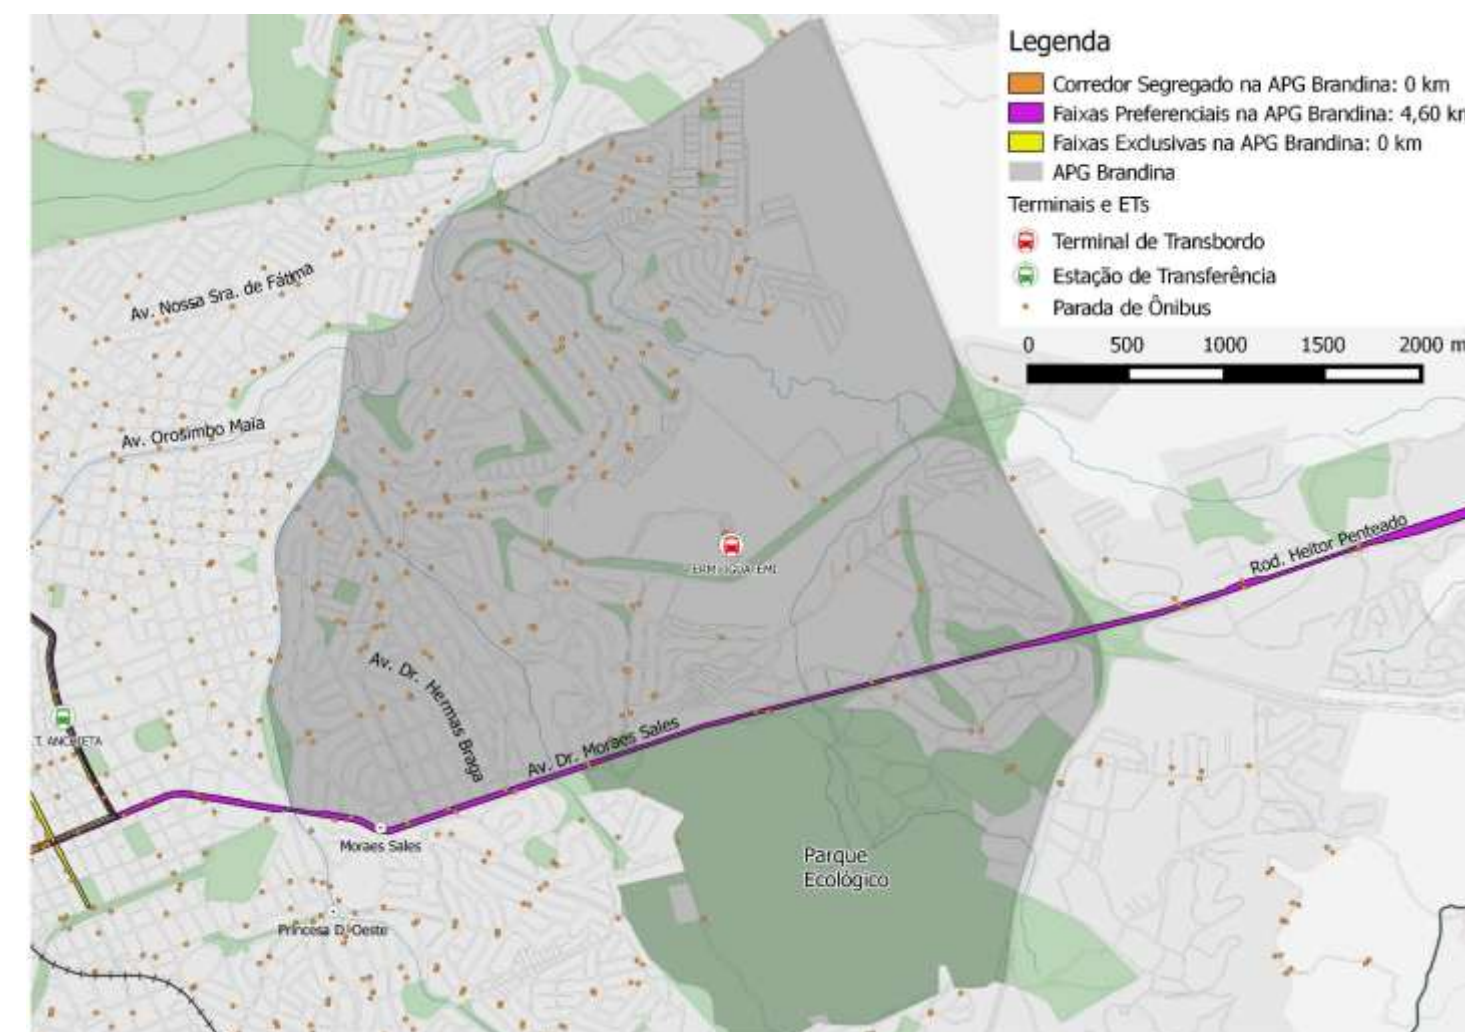 Legenda
Corredor Segregado na APG Brandina: 0 km
Faixas Preferenciais na APG Brandina: 4,60 km
Faixas Exclusivas na APG Brandina: 0 km
APG Brandina
Terminais e ETs
Terminal de Transbordo
Estação de Transferência
Parada de Ônibus
0 500 1000 1500 2000 m
Av. Nossa Sra. de Fátima
Av. Orosimbo Maia
TERM. IGUATEMI
Rod. Heitor Penteado
Av. Dr. Hermas Braga
Av. Dr. Moraes Sales
T. ANCHIETA
Moraes Sales
Parque
Ecológico
Princesa D'Oeste